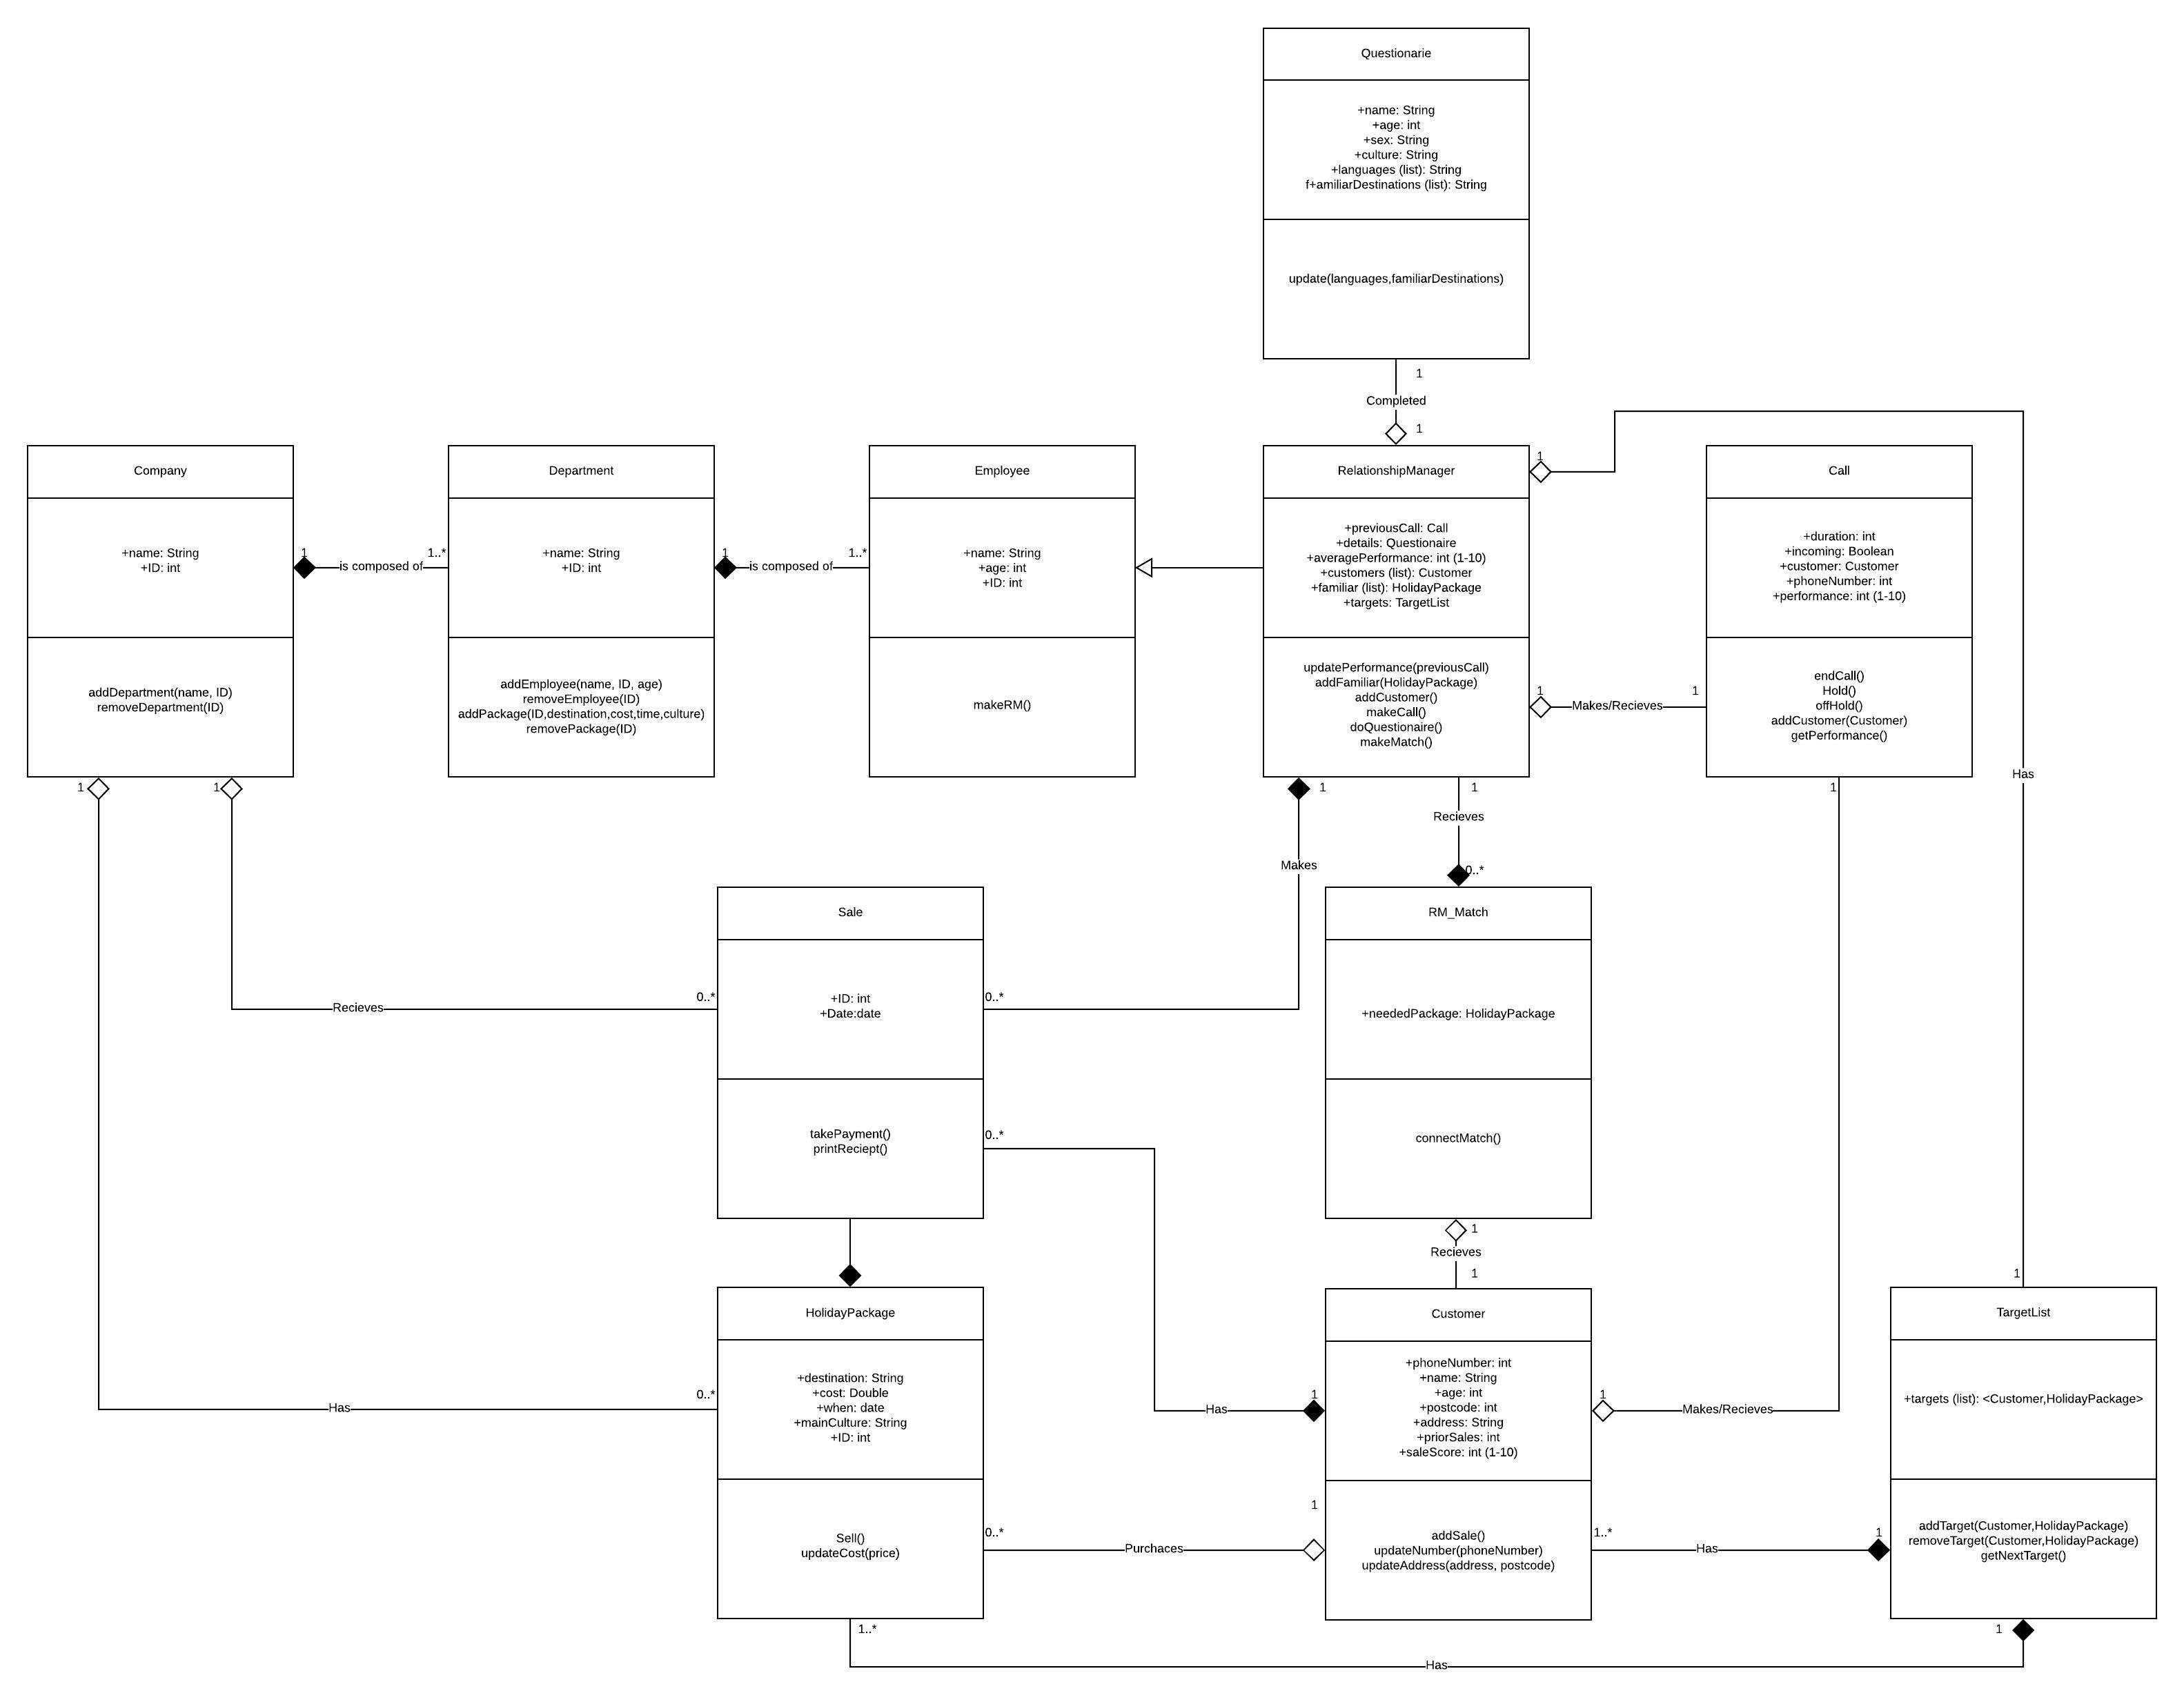 Questionarie
+name: String
+age: int
+sex: String
+culture: String
+languages (list): String
f+amiliarDestinations (list): String
update(languages,familiarDestinations)
1
Completed
1
Company
+name: String
+ID: int
addDepartment(name, ID)
removeDepartment(ID)
1
is composed of
1..*
Department
+name: String
+ID: int
addEmployee(name, ID, age)
removeEmployee(ID)
addPackage(ID,destination,cost,time,culture)
removePackage(ID)
1
is composed of
1..*
Employee
+name: String
+age: int
+ID: int
makeRM()
RelationshipManager
+previousCall: Call
+details: Questionaire
+averagePerformance: int (1-10)
+customers (list): Customer
+familiar (list): HolidayPackage
+targets: TargetList
updatePerformance(previousCall)
addFamiliar(HolidayPackage)
addCustomer()
makeCall()
doQuestionaire()
makeMatch()
1
1
Makes/Recieves
1
Call
+duration: int
+incoming: Boolean
+customer: Customer
+phoneNumber: int
+performance: int (1-10)
endCall()
Hold()
offHold()
addCustomer(Customer)
getPerformance()
Has
1
1
1
1
1
Recieves
Makes
0..*
Sale
+ID: int
+Date:date
takePayment()
printReciept()
0..*
Recieves
0..*
0..*
RM_Match
+neededPackage: HolidayPackage
connectMatch()
1
Recieves
1
1
HolidayPackage
+destination: String
+cost: Double
+when: date
+mainCulture: String
+ID: int
Sell()
updateCost(price)
0..*
Has
Has
1
Customer
+phoneNumber: int
+name: String
+age: int
+postcode: int
+address: String
+priorSales: int
+saleScore: int (1-10)
addSale()
updateNumber(phoneNumber)
updateAddress(address, postcode)
1
Makes/Recieves
TargetList
+targets (list): <Customer,HolidayPackage>
addTarget(Customer,HolidayPackage)
removeTarget(Customer,HolidayPackage)
getNextTarget()
1
0..*
Purchaces
1..*
Has
1
1..*
Has
1